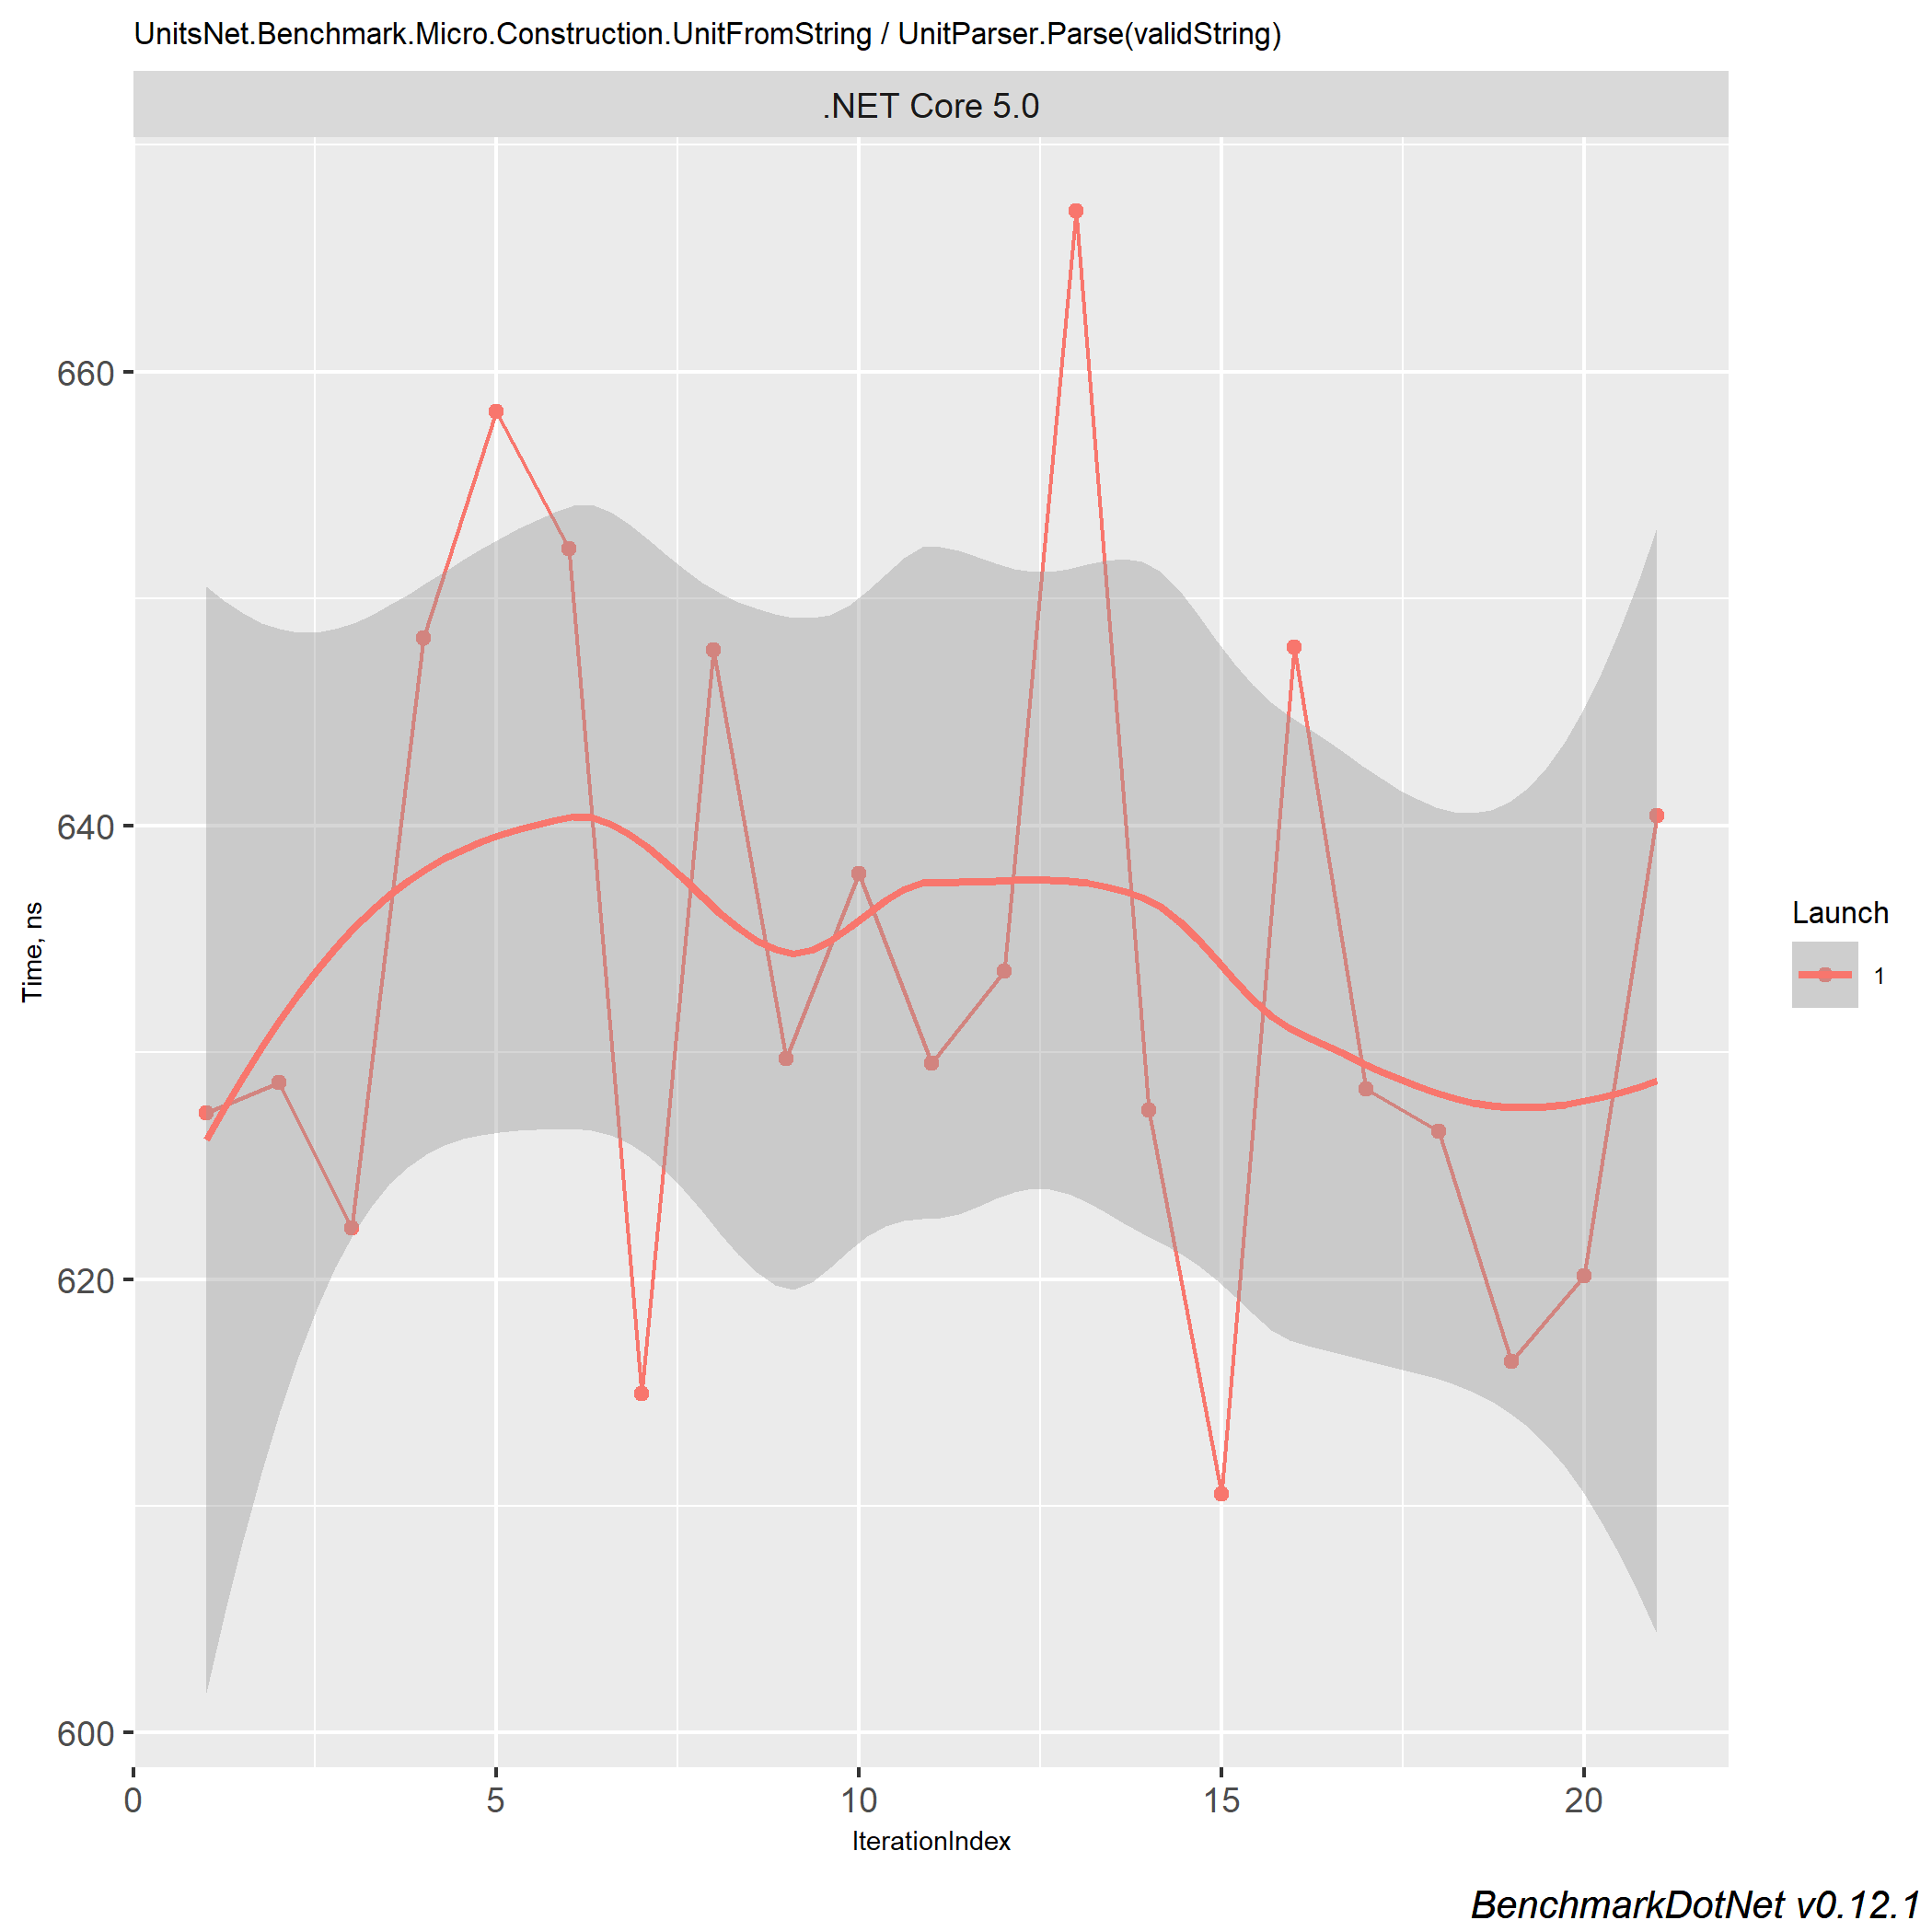 UnitsNet.Benchmark.Micro.Construction.UnitFromString / UnitParser.Parse(validString)
.NET Core 5.0
660
640
620
600
Time, ns
0 5 10 15 20
IterationIndex
Launch
1
BenchmarkDotNet v0.12.1